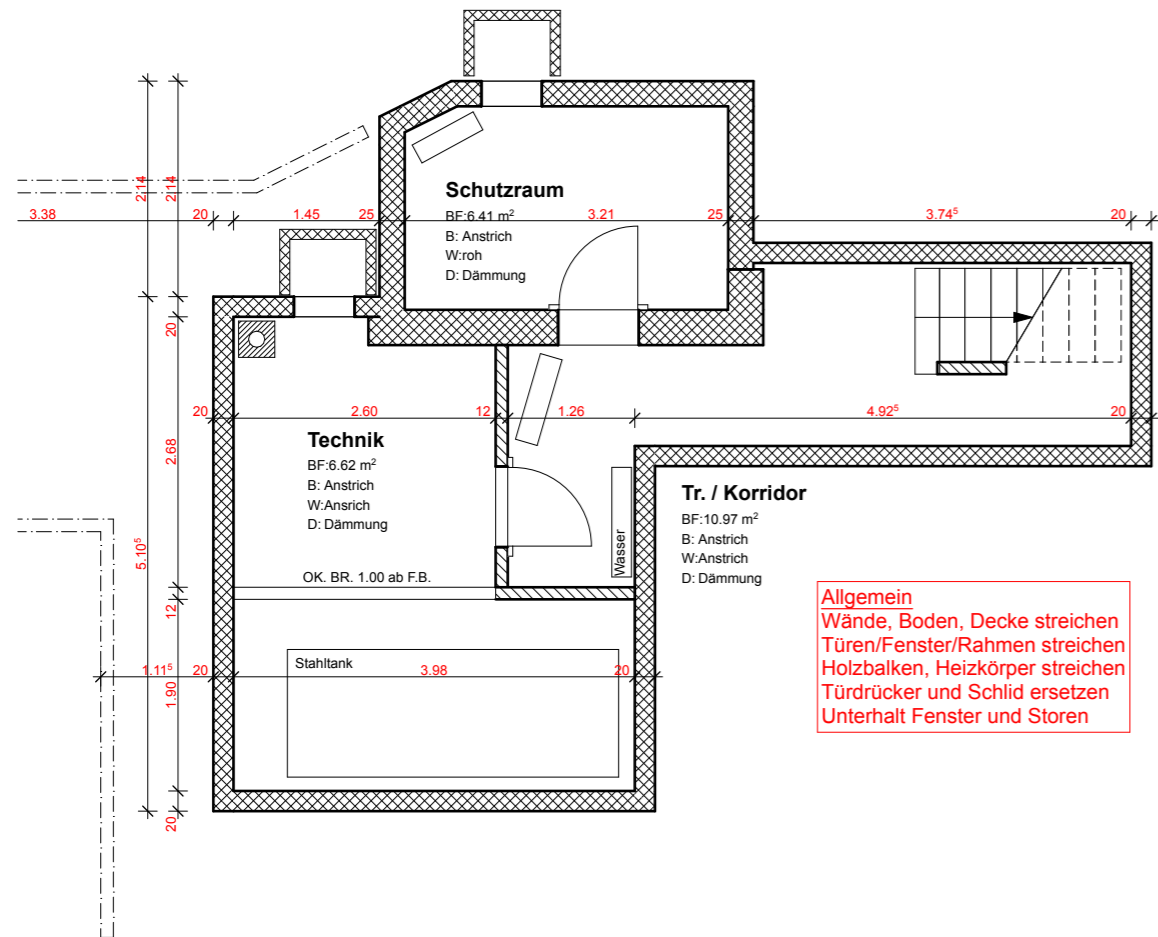 Schutzraum
BF:6.41 m²
B: Anstrich
W:roh
D: Dämmung
2.14
2.14
3.38
20
1.45
25
3.21
25
3.74⁵
20
20
20
2.60
12
1.26
4.92⁵
20
2.68
Technik
BF:6.62 m²
B: Anstrich
W:Ansrich
D: Dämmung
Tr. / Korridor
BF:10.97 m²
B: Anstrich
W:Anstrich
D: Dämmung
Wasser
5.10⁵
OK. BR. 1.00 ab F.B.
12
Stahltank
1.11⁵
20
3.98
20
1.90
20
Allgemein
Wände, Boden, Decke streichen
Türen/Fenster/Rahmen streichen
Holzbalken, Heizkörper streichen
Türdrücker und Schlid ersetzen
Unterhalt Fenster und Storen